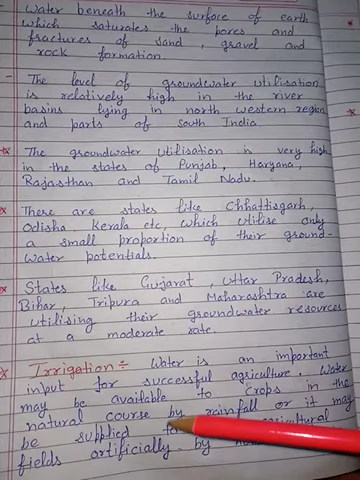 - Water beneath the surface of earth
which saturates the pores and
fractures of sand, gravel and
rock formation.
- The level of groundwater utilisation
is relatively high in the river
basins lying in north western region
and parts of South India
* The groundwater utilisation is very high
in the states of Punjab, Haryana,
Rajasthan and Tamil Nadu.
* There are states like Chhattisgarh,
Odisha, Kerala etc, which utilise only
a small proportion of their ground-
water potentials.
* States like Gujarat, Uttar Pradesh,
Bihar, Tripura and Maharashtra are
utilising their groundwater resources
at a moderate rate.
* Irrigation ÷ Water is an important
input for successful agriculture. Water
may be available to crops in the
natural course by rainfall or it may
be supplied to agricultural
fields artificially by